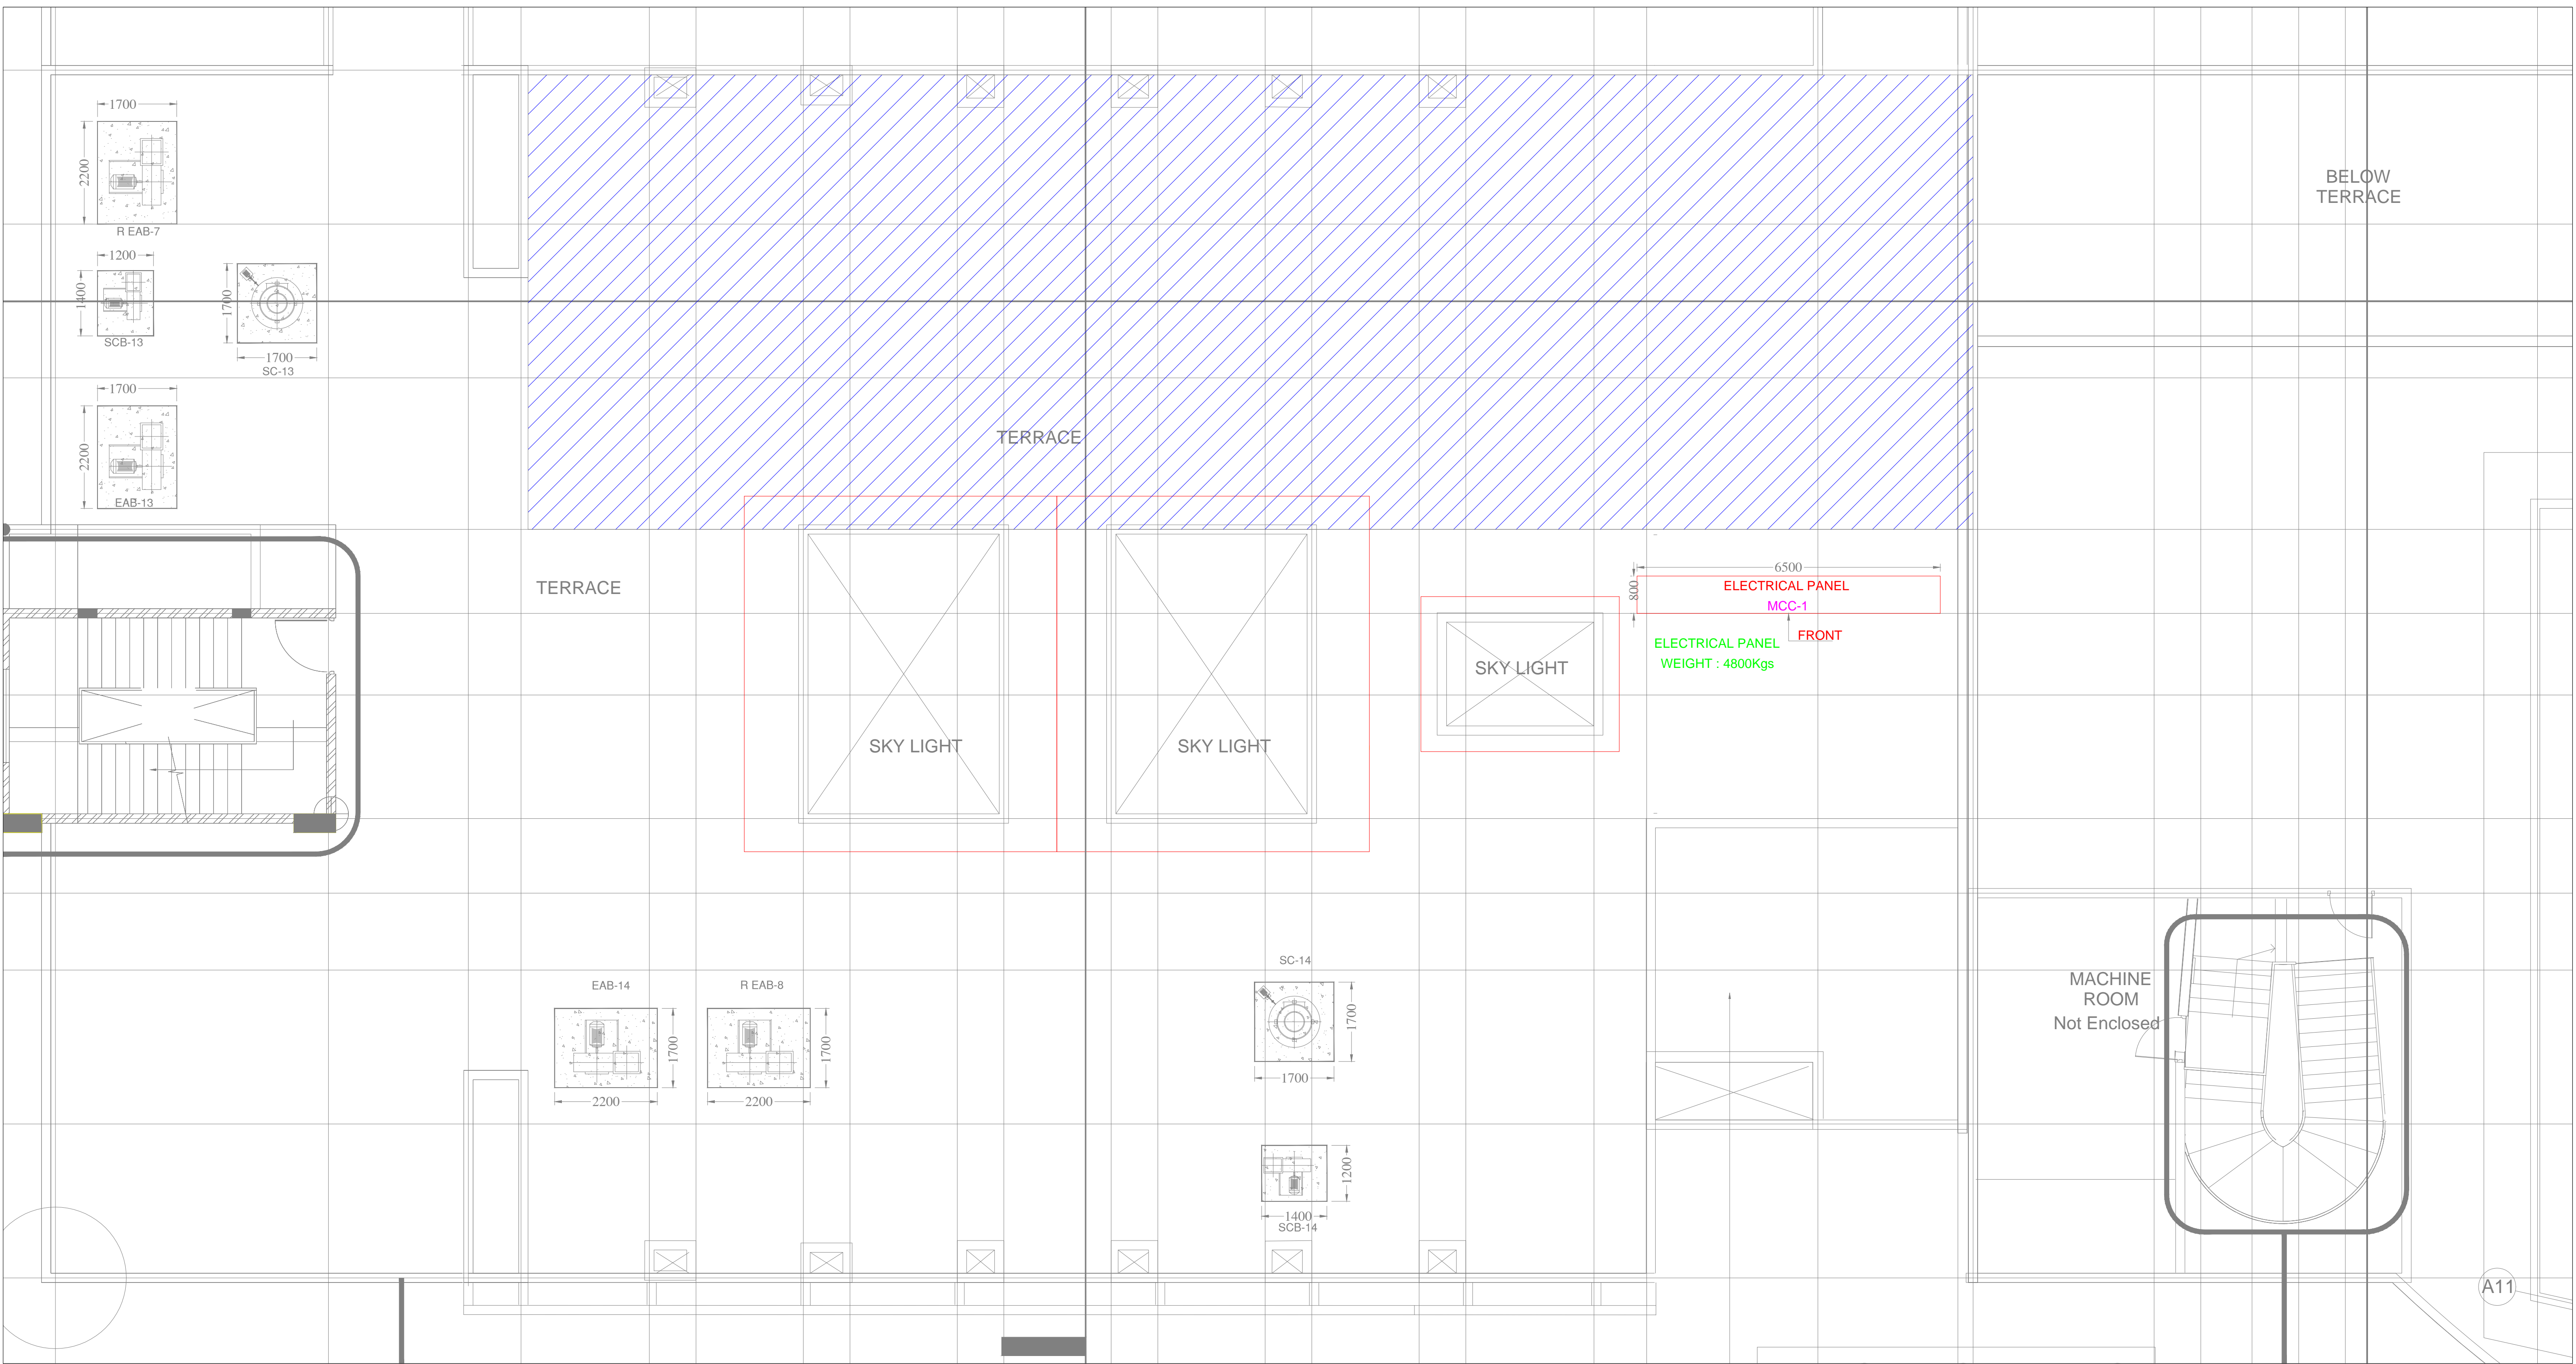 1700
2200
R EAB-7
1200
1400
SCB-13
1700
1700
SC-13
1700
2200
EAB-13
BELOW
TERRACE
TERRACE
TERRACE
6500
800
ELECTRICAL PANEL
MCC-1
FRONT
ELECTRICAL PANEL
WEIGHT : 4800Kgs
SKY LIGHT
SKY LIGHT
SKY LIGHT
EAB-14
1700
2200
R EAB-8
1700
2200
SC-14
1700
1700
1200
1400
SCB-14
MACHINE
ROOM
Not Enclosed
A11